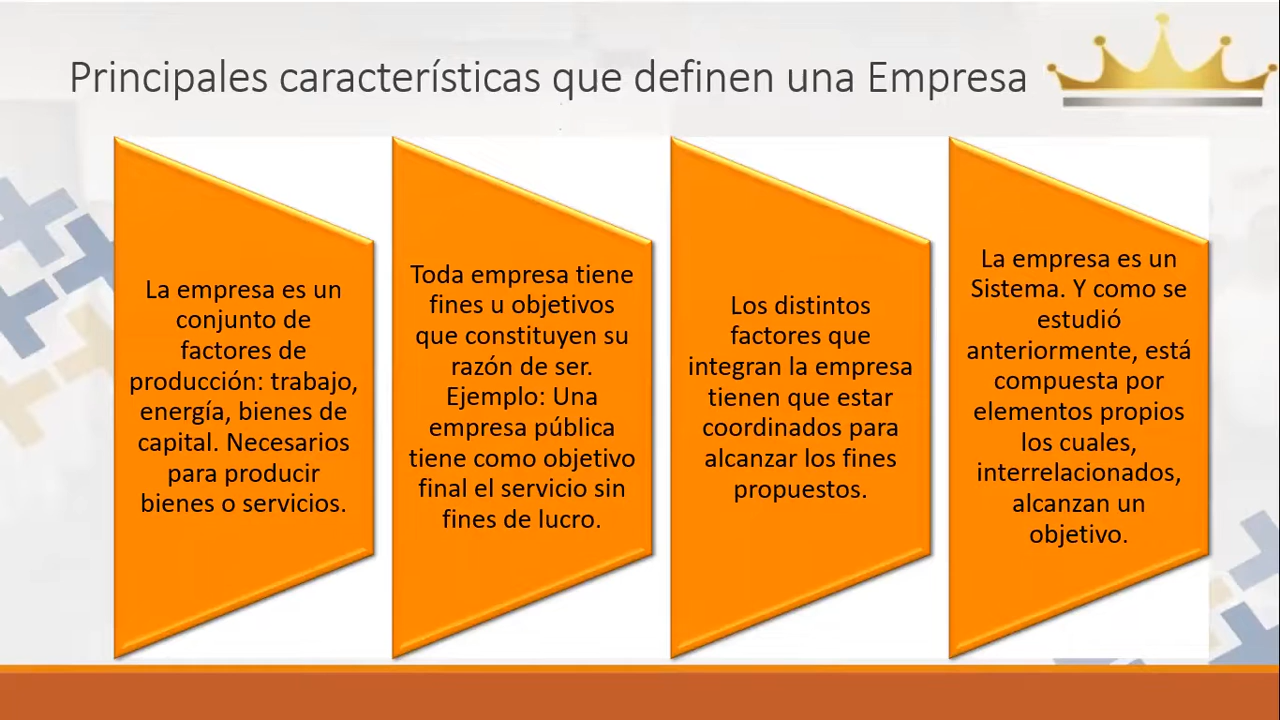 Principales características que definen una Empresa
La empresa es un
conjunto de
factores de
producción: trabajo,
energía, bienes de
capital. Necesarios
para producir
bienes o servicios.
Toda empresa tiene
fines u objetivos
que constituyen su
razón de ser.
Ejemplo: Una
empresa pública
tiene como objetivo
final el servicio sin
fines de lucro.
Los distintos
factores que
integran la empresa
tienen que estar
coordinados para
alcanzar los fines
propuestos.
La empresa es un
Sistema. Y como se
estudió
anteriormente, está
compuesta por
elementos propios
los cuales,
interrelacionados,
alcanzan un
objetivo.